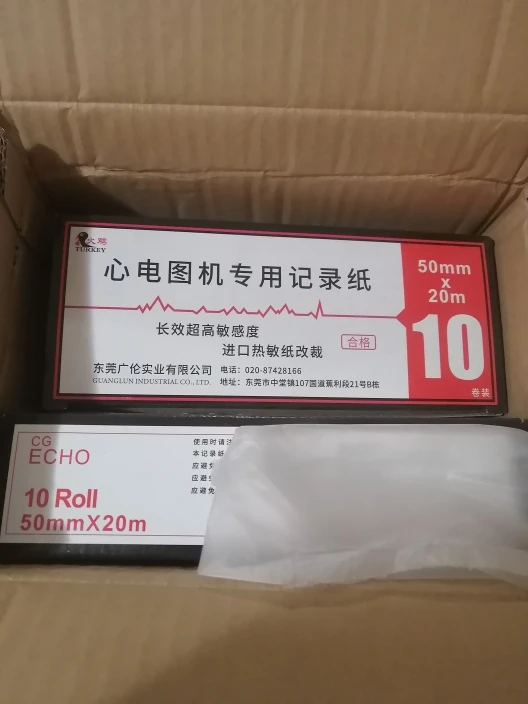 火鸡
TURKEY
心电图机专用记录纸
长效超高敏感度
进口热敏纸改裁
合格
东莞广伦实业有限公司 电话：020-87428166
GUANGLUN INDUSTRIAL CO., LTD. 地址：东莞市中堂镇107国道蕉利段21号B栋
50mm
x
20m
10
卷装
CG
ECHO
10 Roll
50mmX20m
使用时请
本记录纸
应避
应避
应避免